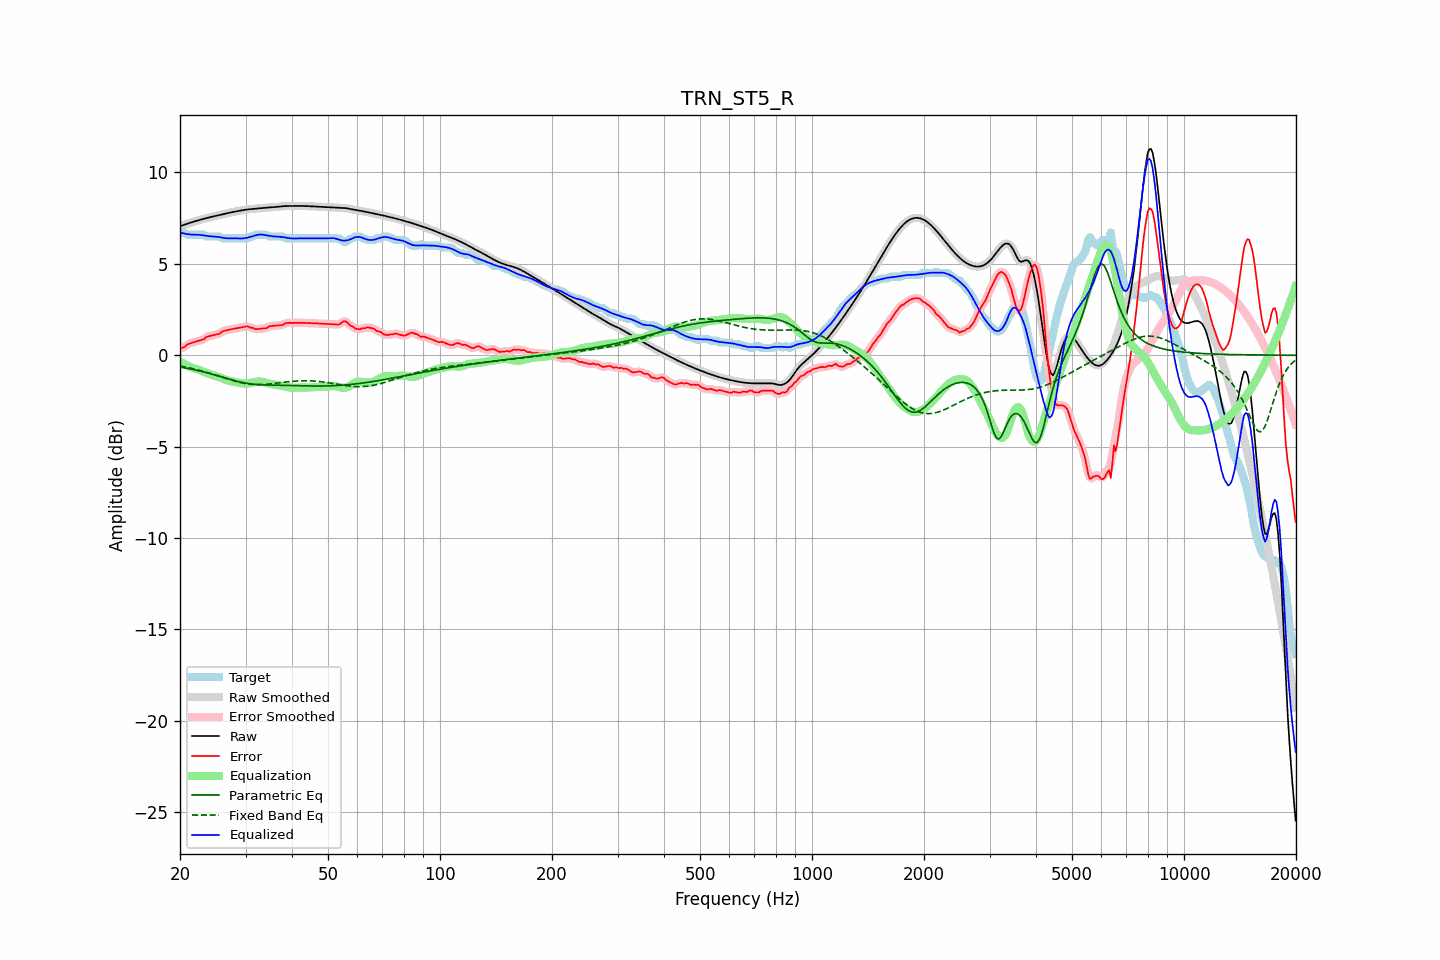 TRN_ST5_R
Amplitude (dBr)
10
5
0
−5
−10
−15
−20
−25
Target
Raw Smoothed
Error Smoothed
Raw
Error
Equalization
Parametric Eq
Fixed Band Eq
Equalized
20
50
100
200
500
1000
2000
5000
10000
20000
Frequency (Hz)